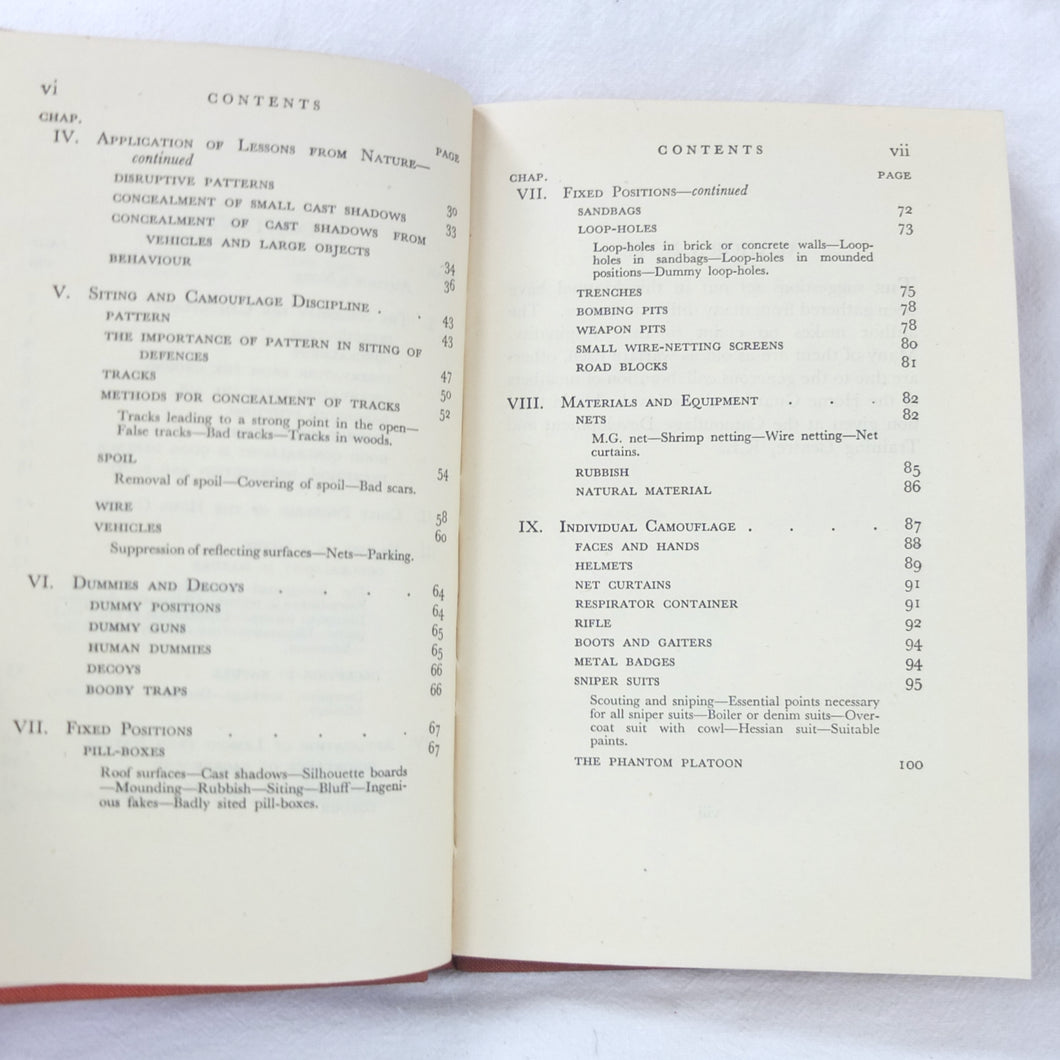 vi
CONTENTS
CHAP.
PAGE
IV. APPLICATION OF LESSONS FROM NATURE—
continued
DISRUPTIVE PATTERNS 30
CONCEALMENT OF SMALL CAST SHADOWS 33
CONCEALMENT OF CAST SHADOWS FROM
VEHICLES AND LARGE OBJECTS 34
BEHAVIOUR 36
V. SITING AND CAMOUFLAGE DISCIPLINE . . 43
PATTERN 43
THE IMPORTANCE OF PATTERN IN SITING OF
DEFENCES 47
TRACKS 50
METHODS FOR CONCEALMENT OF TRACKS 52
Tracks leading to a strong point in the open—
False tracks—Bad tracks—Tracks in woods.
SPOIL 54
Removal of spoil—Covering of spoil—Bad scars.
WIRE 58
VEHICLES 60
Suppression of reflecting surfaces—Nets—Parking.
VI. DUMMIES AND DECOYS . . . . 64
DUMMY POSITIONS 64
DUMMY GUNS 65
HUMAN DUMMIES 65
DECOYS 66
BOOBY TRAPS 66
VII. FIXED POSITIONS . . . . . 67
PILL-BOXES 67
Roof surfaces—Cast shadows—Silhouette boards
—Mounding—Rubbish—Siting—Bluff—Ingeni-
ous fakes—Badly sited pill-boxes.
CONTENTS vii
CHAP. PAGE
VII. FIXED POSITIONS—continued
SANDBAGS 72
LOOP-HOLES 73
Loop-holes in brick or concrete walls—Loop-
holes in sandbags—Loop-holes in mounded
positions—Dummy loop-holes.
TRENCHES 75
BOMBING PITS 78
WEAPON PITS 78
SMALL WIRE-NETTING SCREENS 80
ROAD BLOCKS 81
VIII. MATERIALS AND EQUIPMENT . . . 82
NETS 82
M.G. net—Shrimp netting—Wire netting—Net
curtains.
RUBBISH 85
NATURAL MATERIAL 86
IX. INDIVIDUAL CAMOUFLAGE . . . . 87
FACES AND HANDS 88
HELMETS 89
NET CURTAINS 91
RESPIRATOR CONTAINER 91
RIFLE 92
BOOTS AND GAITERS 94
METAL BADGES 94
SNIPER SUITS 95
Scouting and sniping—Essential points necessary
for all sniper suits—Boiler or denim suits—Over-
coat suit with cowl—Hessian suit—Suitable
paints.
THE PHANTOM PLATOON 100